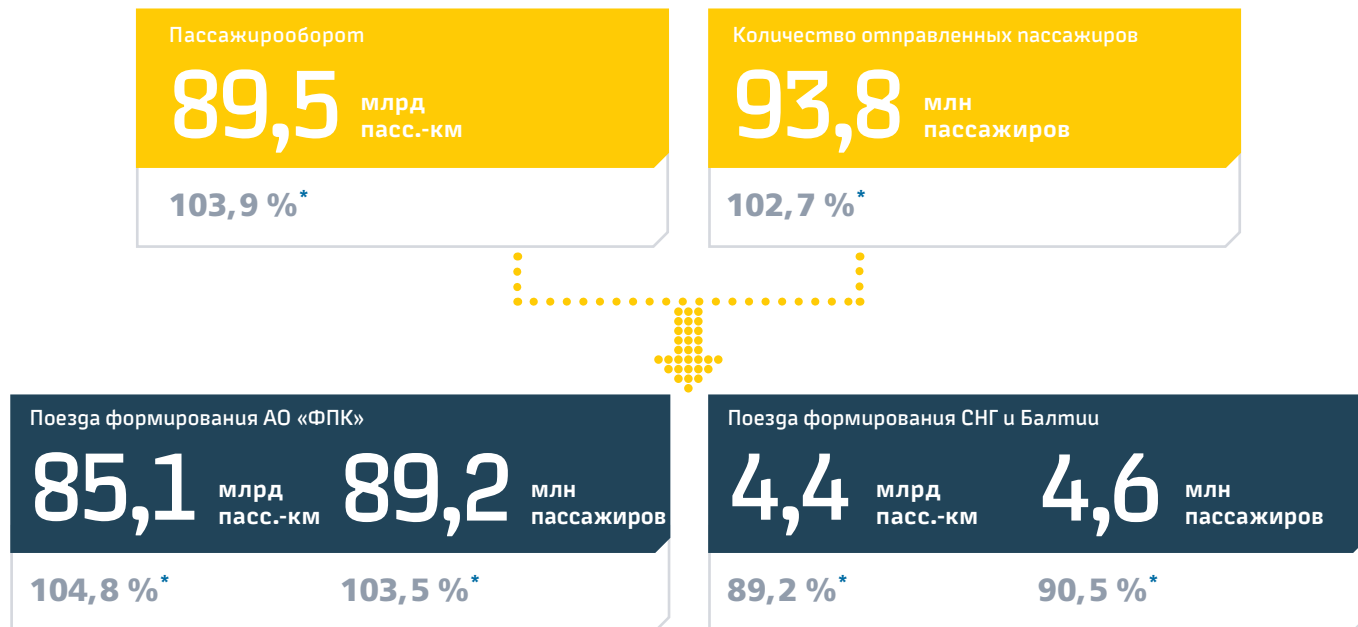 Пассажирооборот
89,5 млрд
пасс.-км
103,9 %*
Количество отправленных пассажиров
93,8 млн
пассажиров
102,7 %*
Поезда формирования АО «ФПК»
85,1 млрд
пасс.-км
89,2 млн
пассажиров
104,8 %*
103,5 %*
Поезда формирования СНГ и Балтии
4,4 млрд
пасс.-км
4,6 млн
пассажиров
89,2 %*
90,5 %*